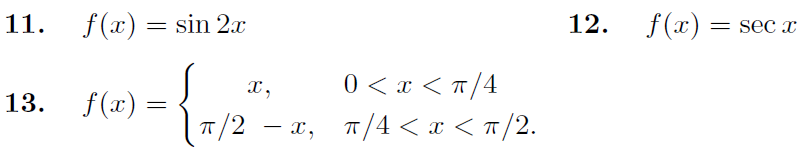 11. f(x) = sin 2x 12. f(x) = sec x
13. f(x) = { x, 0 < x < π/4
π/2 − x, π/4 < x < π/2.